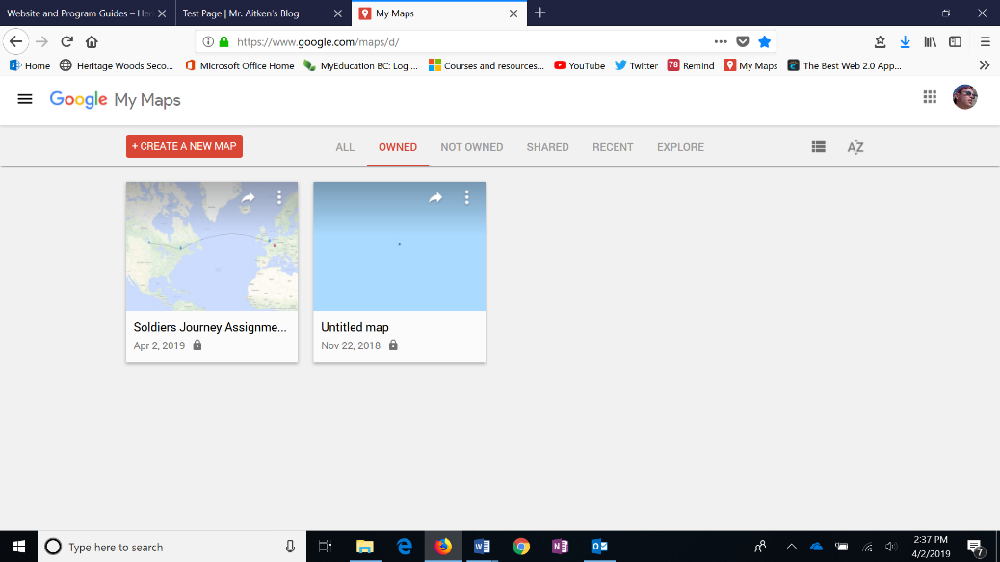 Website and Program Guides – Her
Test Page | Mr. Aitken's Blog
My Maps
https://www.google.com/maps/d/
Home
Heritage Woods Seco...
Microsoft Office Home
MyEducation BC: Log ...
Courses and resources...
YouTube
Twitter
78 Remind
My Maps
The Best Web 2.0 App...
Google My Maps
+ CREATE A NEW MAP
ALL
OWNED
NOT OWNED
SHARED
RECENT
EXPLORE
AZ
Soldiers Journey Assignme...
Apr 2, 2019
Untitled map
Nov 22, 2018
Type here to search
2:37 PM
4/2/2019
7